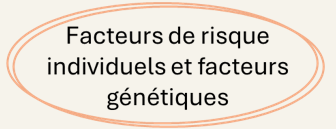 Facteurs de risque
individuels et facteurs
génétiques